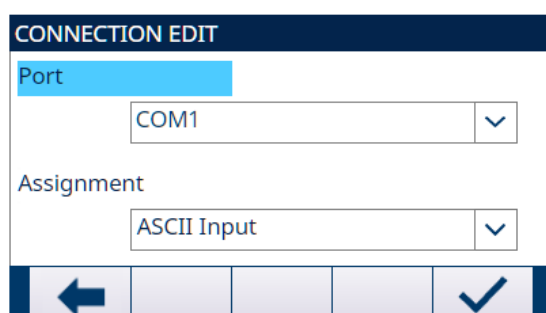 CONNECTION EDIT
Port
COM1
Assignment
ASCII Input